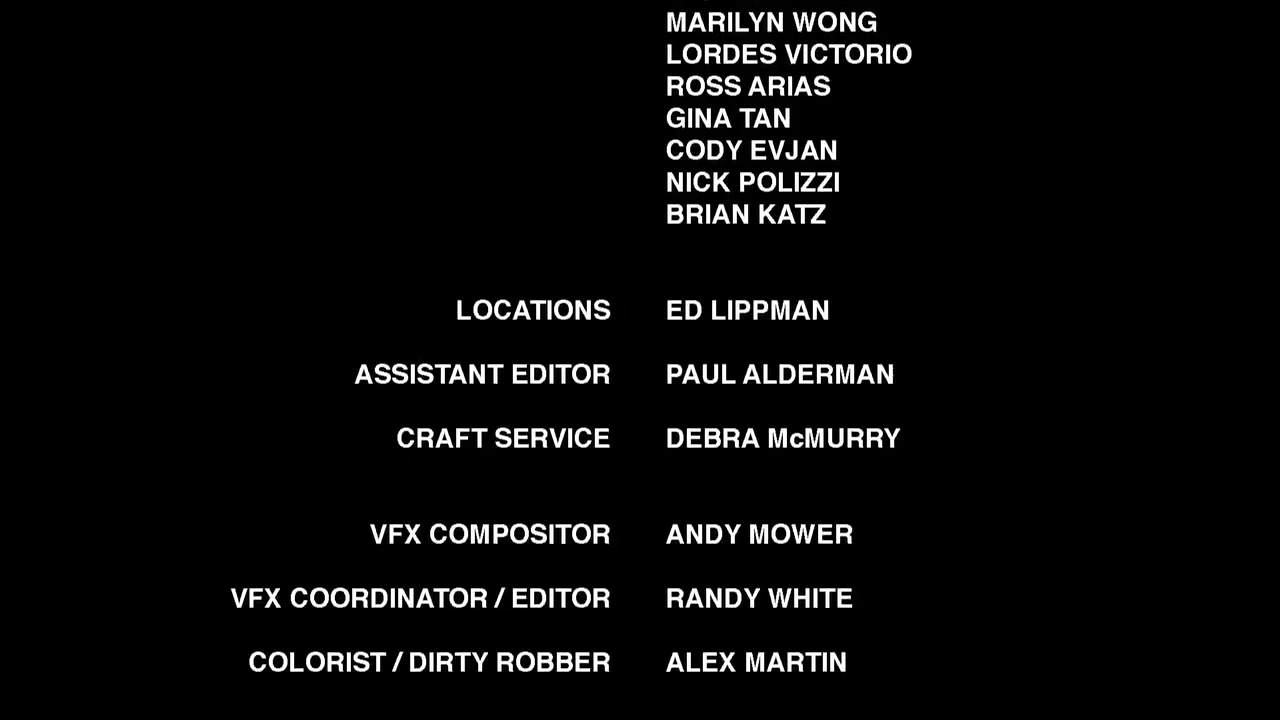 MARILYN WONG
LORDES VICTORIO
ROSS ARIAS
GINA TAN
CODY EVJAN
NICK POLIZZI
BRIAN KATZ
LOCATIONS ED LIPPMAN
ASSISTANT EDITOR PAUL ALDERMAN
CRAFT SERVICE DEBRA McMURRY
VFX COMPOSITOR ANDY MOWER
VFX COORDINATOR / EDITOR RANDY WHITE
COLORIST / DIRTY ROBBER ALEX MARTIN